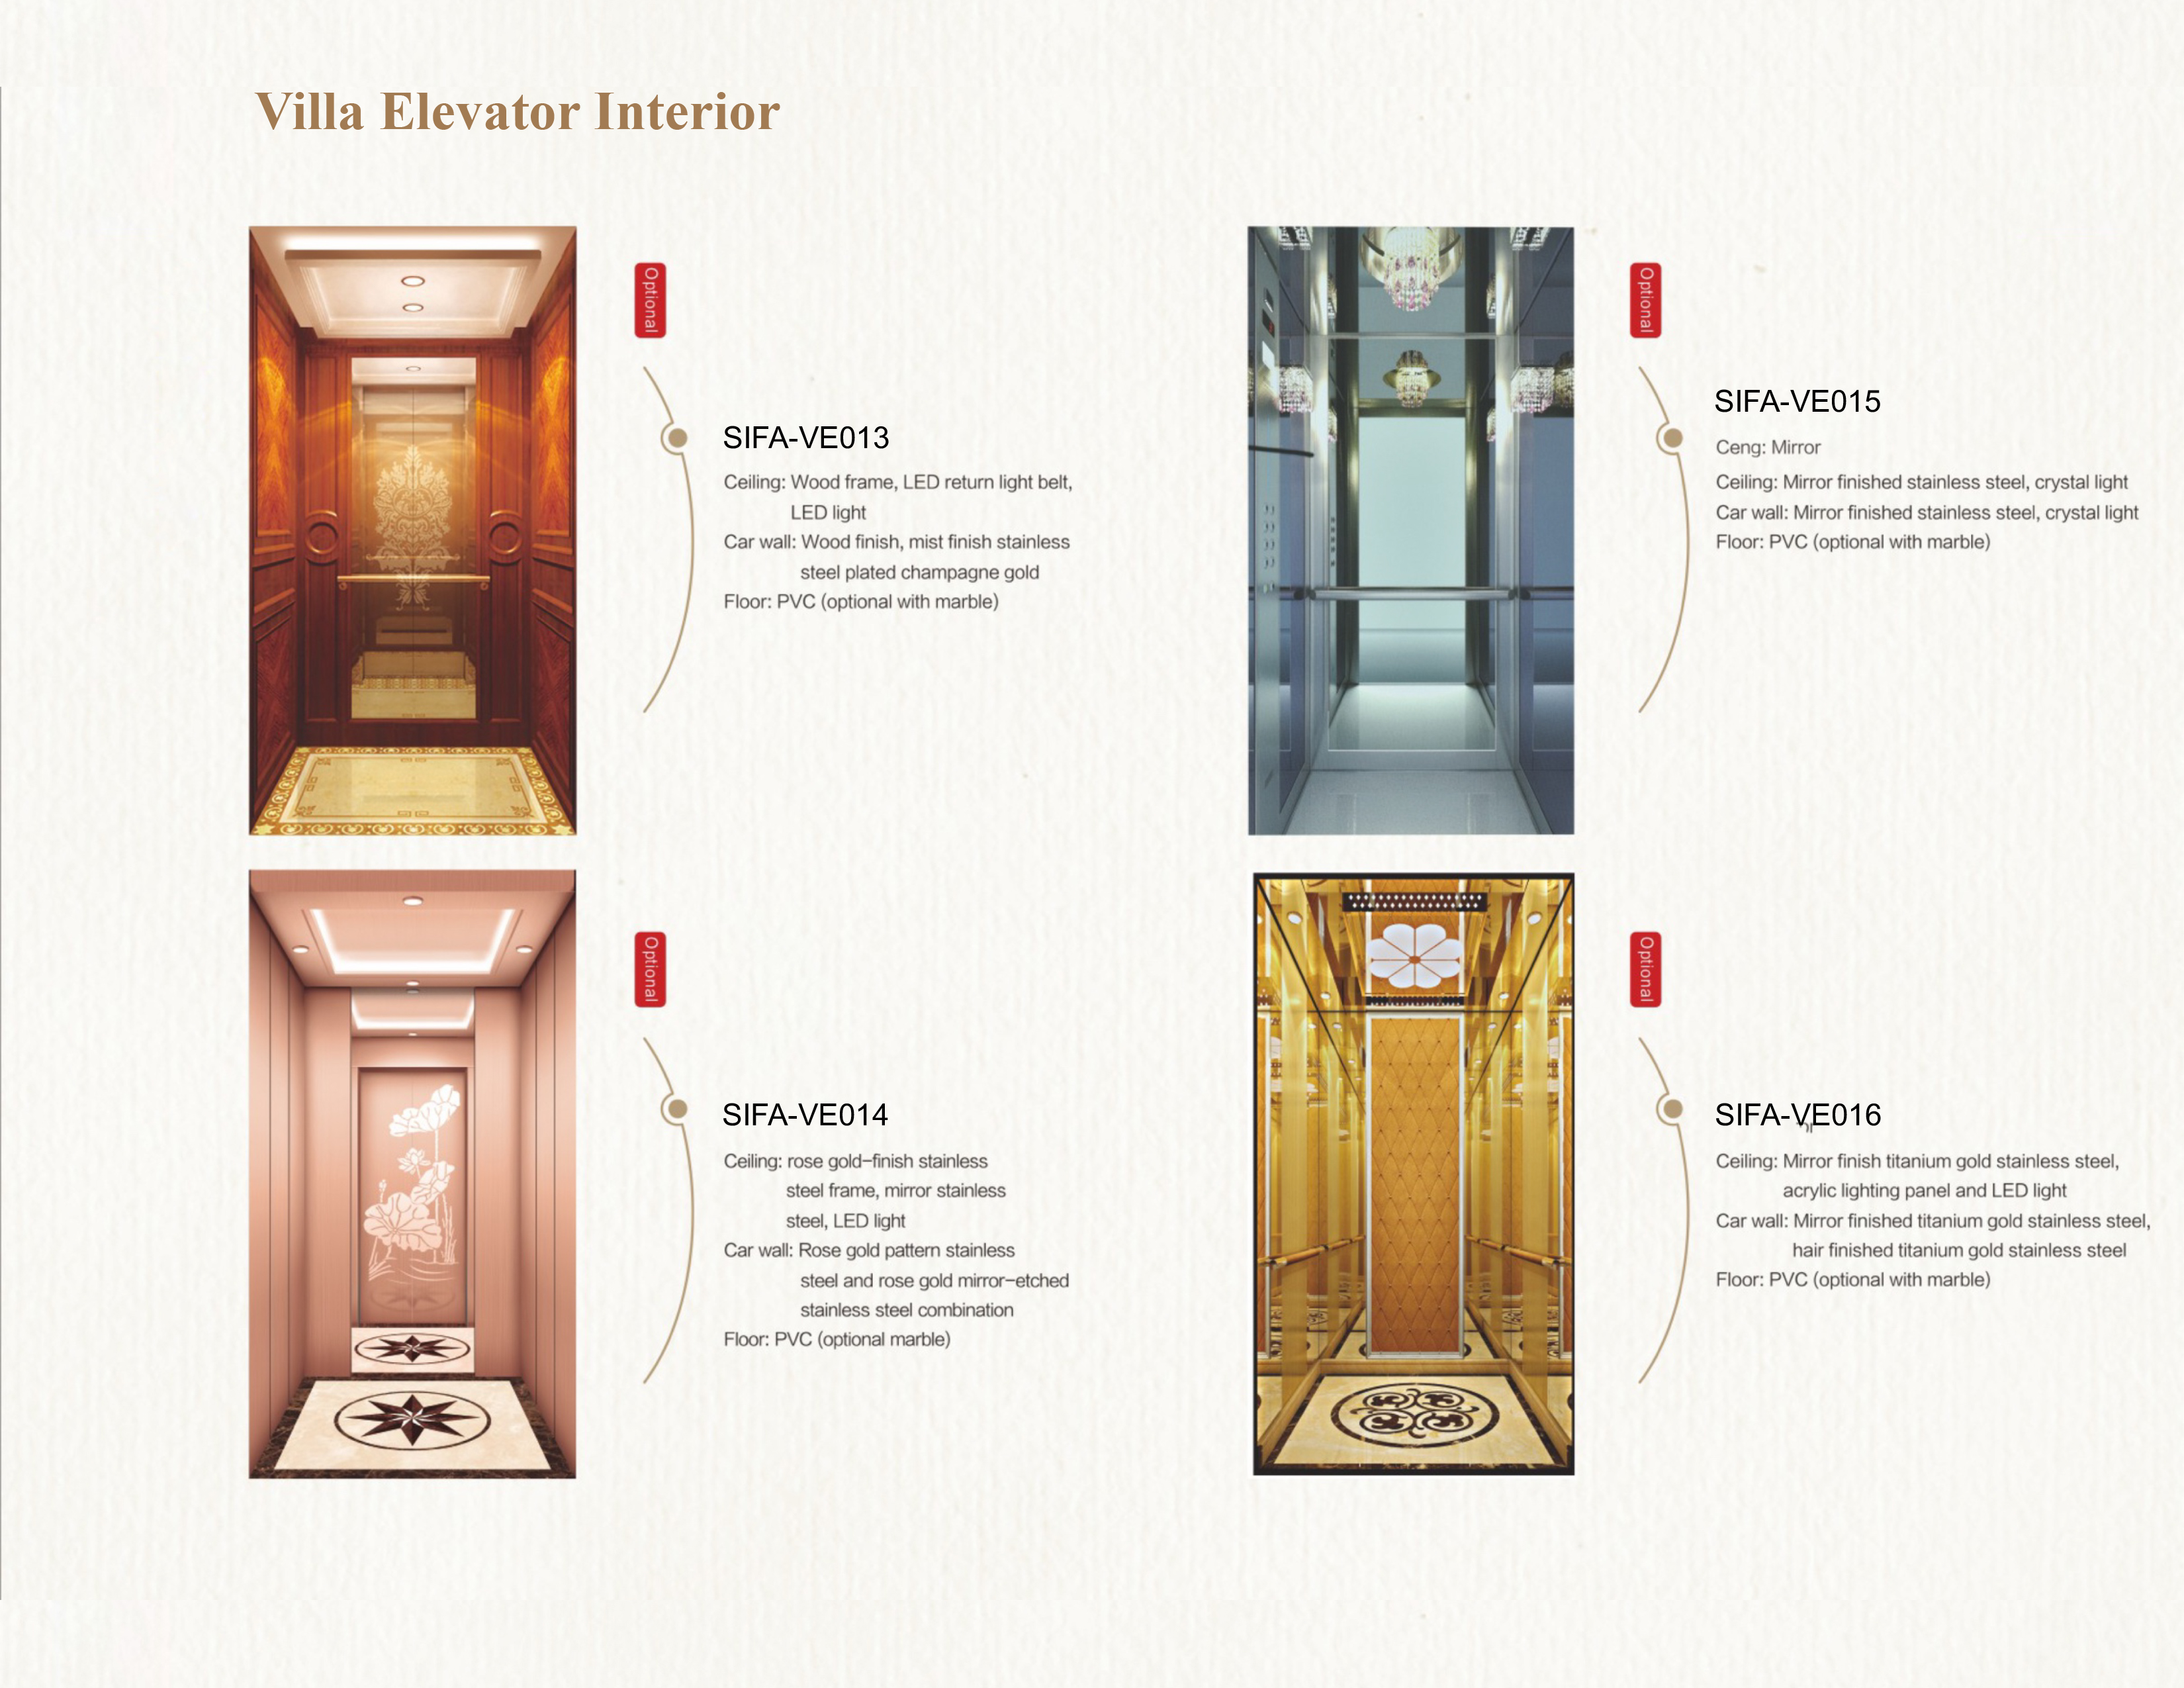 Villa Elevator Interior
Optional
SIFA-VE013
Ceiling: Wood frame, LED return light belt,
LED light
Car wall: Wood finish, mist finish stainless
steel plated champagne gold
Floor: PVC (optional with marble)
Optional
SIFA-VE015
Ceng: Mirror
Ceiling: Mirror finished stainless steel, crystal light
Car wall: Mirror finished stainless steel, crystal light
Floor: PVC (optional with marble)
Optional
SIFA-VE014
Ceiling: rose gold-finish stainless
steel frame, mirror stainless
steel, LED light
Car wall: Rose gold pattern stainless
steel and rose gold mirror-etched
stainless steel combination
Floor: PVC (optional marble)
Optional
SIFA-VE016
Ceiling: Mirror finish titanium gold stainless steel,
acrylic lighting panel and LED light
Car wall: Mirror finished titanium gold stainless steel,
hair finished titanium gold stainless steel
Floor: PVC (optional with marble)